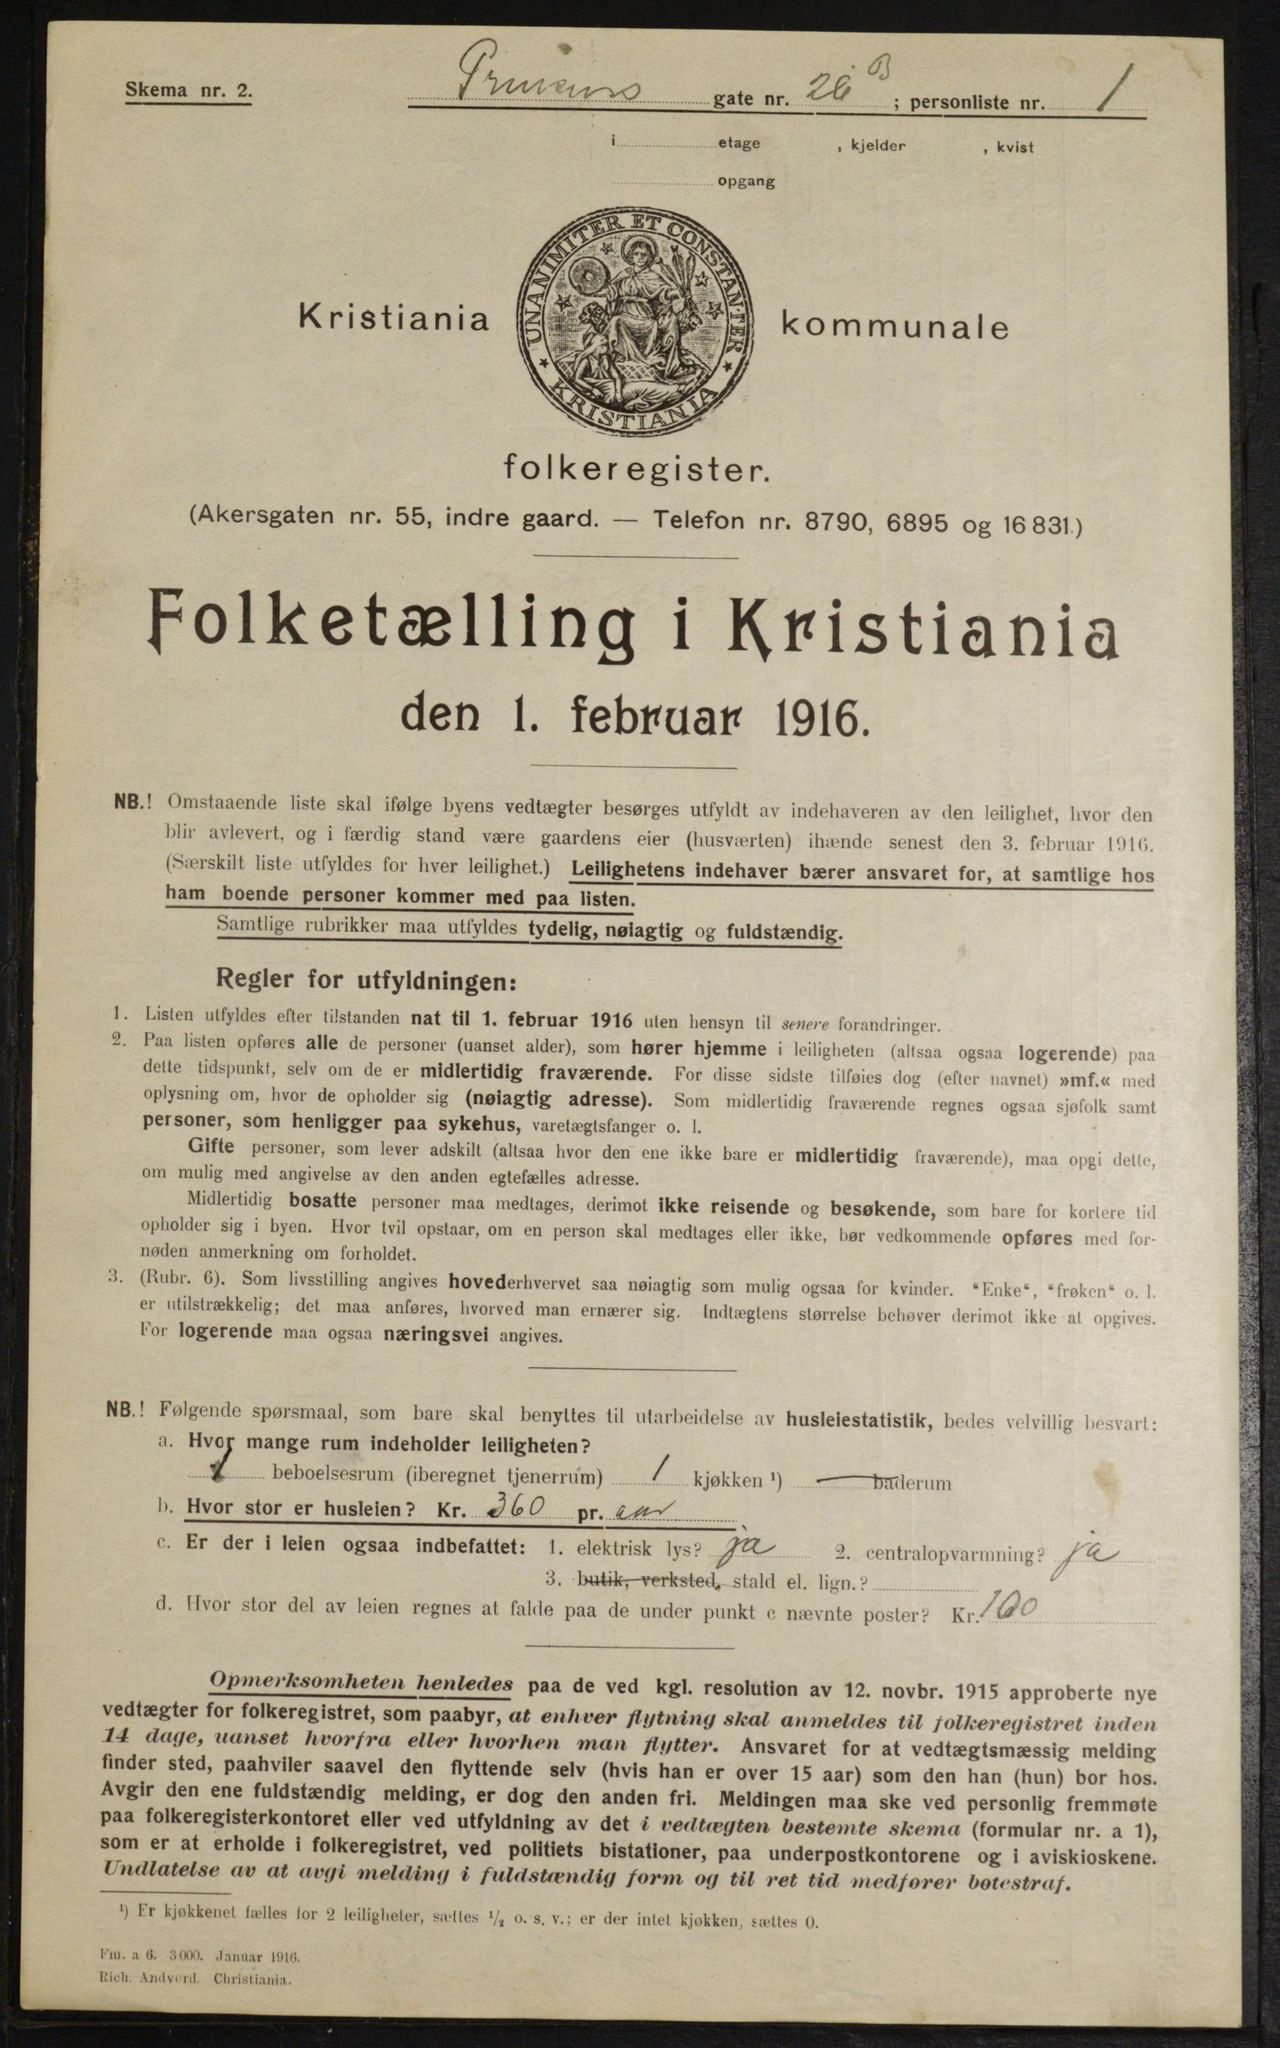 Skema nr. 2.
Prinsens gate nr. 26 B; personliste nr. 1
i etage , kjelder , kvist
opgang
UNANIMITER ET CONSTANTER
KRISTIANIA
Kristiania kommunale
folkeregister.
(Akersgaten nr. 55, indre gaard. — Telefon nr. 8790, 6895 og 16 831.)
Folketælling i Kristiania
den 1. februar 1916.
NB.! Omstaaende liste skal ifølge byens vedtægter besørges utfyldt av indehaveren av den leilighet, hvor den
blir avlevert, og i færdig stand være gaardens eier (husværten) ihænde senest den 3. februar 1916.
(Særskilt liste utfyldes for hver leilighet.) Leilighetens indehaver bærer ansvaret for, at samtlige hos
ham boende personer kommer med paa listen.
Samtlige rubrikker maa utfyldes tydelig, nøiagtig og fuldstændig.
Regler for utfyldningen:
1. Listen utfyldes efter tilstanden nat til 1. februar 1916 uten hensyn til senere forandringer.
2. Paa listen opføres alle de personer (uanset alder), som hører hjemme i leiligheten (altsaa ogsaa logerende) paa
dette tidspunkt, selv om de er midlertidig fraværende. For disse sidste tilføies dog (efter navnet) »mf.« med
oplysning om, hvor de opholder sig (nøiagtig adresse). Som midlertidig fraværende regnes ogsaa sjøfolk samt
personer, som henligger paa sykehus, varetægtsfanger o. l.
Gifte personer, som lever adskilt (altsaa hvor den ene ikke bare er midlertidig fraværende), maa opgi dette,
om mulig med angivelse av den anden egtefælles adresse.
Midlertidig bosatte personer maa medtages, derimot ikke reisende og besøkende, som bare for kortere tid
opholder sig i byen. Hvor tvil opstaar, om en person skal medtages eller ikke, bør vedkommende opføres med for-
nøden anmerkning om forholdet.
3. (Rubr. 6). Som livsstilling angives hovederhvervet saa nøiagtig som mulig ogsaa for kvinder. "Enke", "frøken" o. l.
er utilstrækkelig; det maa anføres, hvorved man ernærer sig. Indtægtens størrelse behøver derimot ikke at opgives.
For logerende maa ogsaa næringsvei angives.
NB.! Følgende spørsmaal, som bare skal benyttes til utarbeidelse av husleiestatistik, bedes velvillig besvart:
a. Hvor mange rum indeholder leiligheten?
1 beboelsesrum (iberegnet tjenerrum) 1 kjøkken ¹) — baderum
b. Hvor stor er husleien? Kr. 360 pr. aar
c. Er der i leien ogsaa indbefattet: 1. elektrisk lys? ja 2. centralopvarmning? ja
3. butik, verksted, stald el. lign.?
d. Hvor stor del av leien regnes at falde paa de under punkt c nævnte poster? Kr. 100
Opmerksomheten henledes paa de ved kgl. resolution av 12. novbr. 1915 approberte nye
vedtægter for folkeregistret, som paabyr, at enhver flytning skal anmeldes til folkeregistret inden
14 dage, uanset hvorfra eller hvorhen man flytter. Ansvaret for at vedtægtsmæssig melding
finder sted, paahviler saavel den flyttende selv (hvis han er over 15 aar) som den han (hun) bor hos.
Avgir den ene fuldstændig melding, er dog den anden fri. Meldingen maa ske ved personlig fremmøte
paa folkeregisterkontoret eller ved utfyldning av det i vedtægten bestemte skema (formular nr. a 1),
som er at erholde i folkeregistret, ved politiets bistationer, paa underpostkontorene og i aviskioskene.
Undlatelse av at avgi melding i fuldstændig form og til ret tid medfører bøtestraf.
¹) Er kjøkkenet fælles for 2 leiligheter, sættes ½ o. s. v.; er der intet kjøkken, sættes 0.
Fm. a 6. 3 000. Januar 1916.
Rich. Andvord. Christiania.